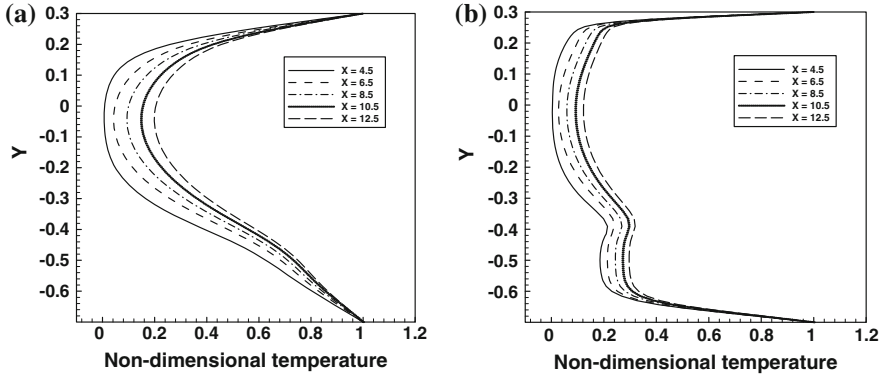 (a)
0.3
0.2
0.1
0
-0.1
-0.2
-0.3
-0.4
-0.5
-0.6
Y
X = 4.5
X = 6.5
X = 8.5
X = 10.5
X = 12.5
0 0.2 0.4 0.6 0.8 1 1.2
Non-dimensional temperature
(b)
0.3
0.2
0.1
0
-0.1
-0.2
-0.3
-0.4
-0.5
-0.6
Y
X = 4.5
X = 6.5
X = 8.5
X = 10.5
X = 12.5
0 0.2 0.4 0.6 0.8 1 1.2
Non-dimensional temperature